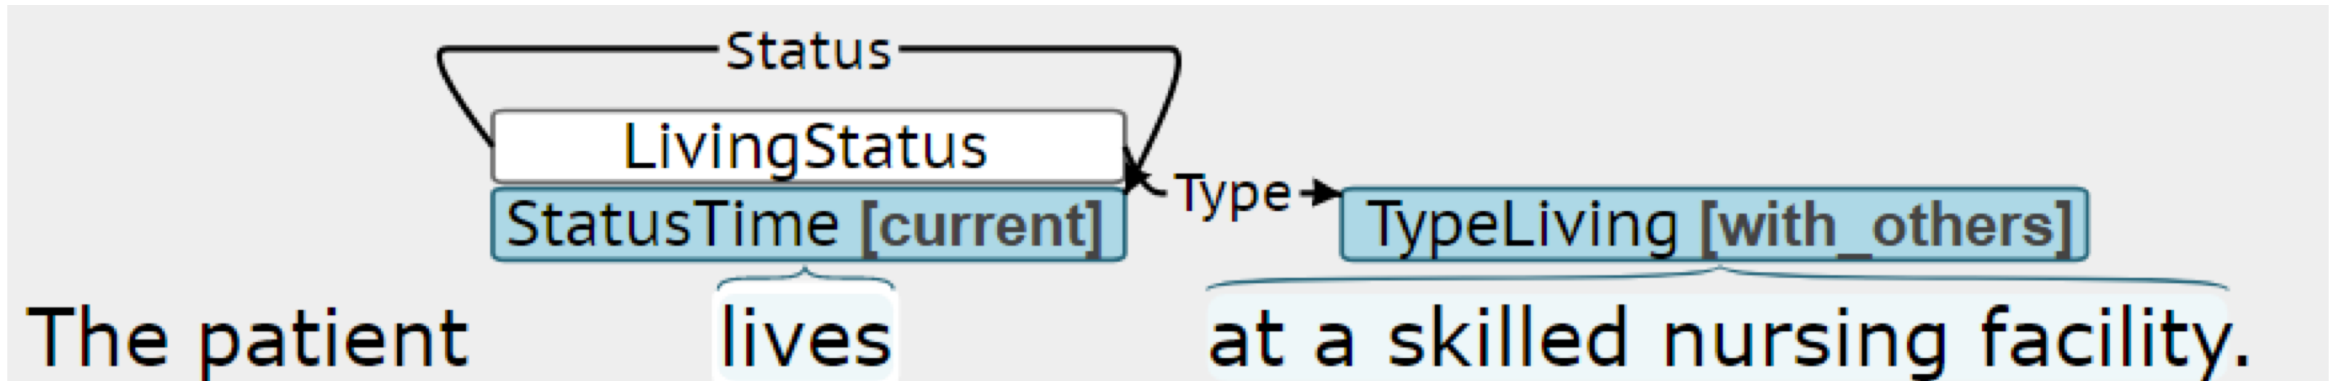 Status
LivingStatus
StatusTime [current] Type TypeLiving [with_others]
The patient lives at a skilled nursing facility.